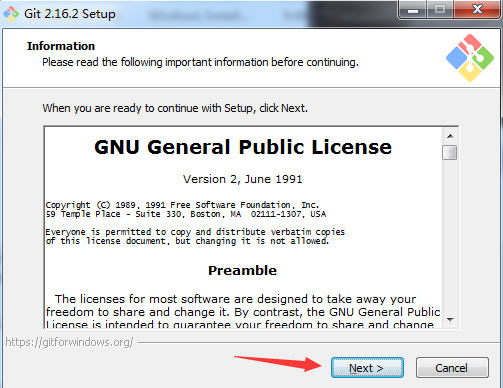 Git 2.16.2 Setup
Information
Please read the following important information before continuing.
When you are ready to continue with Setup, click Next.
GNU General Public License
Version 2, June 1991
Copyright (C) 1989, 1991 Free Software Foundation, Inc.
59 Temple Place - Suite 330, Boston, MA  02111-1307, USA
Everyone is permitted to copy and distribute verbatim copies
of this license document, but changing it is not allowed.
Preamble
The licenses for most software are designed to take away your
freedom to share and change it. By contrast, the GNU General Public
License is intended to guarantee your freedom to share and change
https://gitforwindows.org/
Next >
Cancel